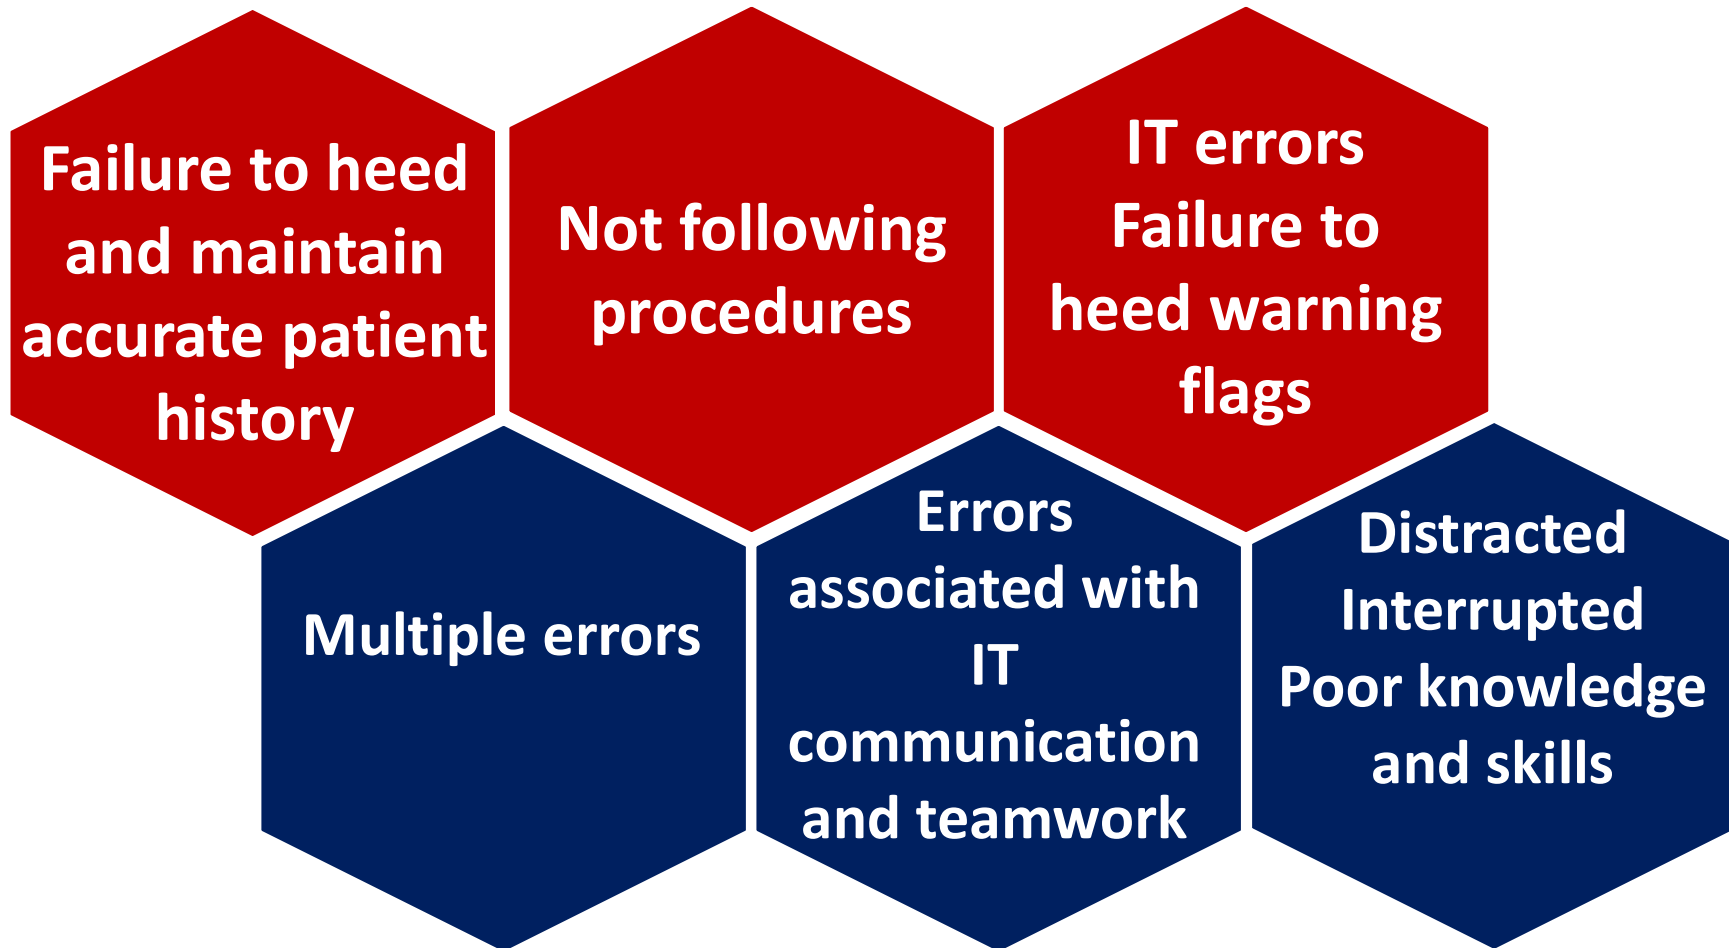 Failure to heed
and maintain
accurate patient
history
Not following
procedures
IT errors
Failure to
heed warning
flags
Multiple errors
Errors
associated with
IT
communication
and teamwork
Distracted
Interrupted
Poor knowledge
and skills